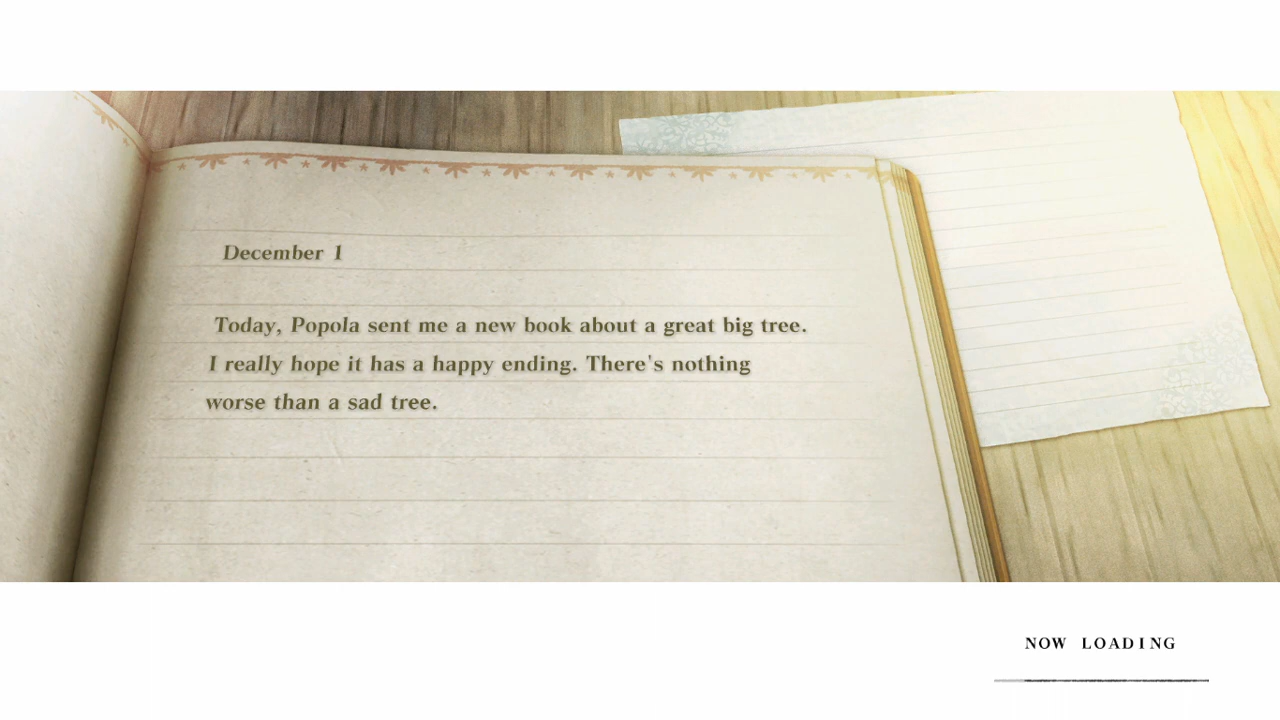 December 1
Today, Popola sent me a new book about a great big tree.
I really hope it has a happy ending. There's nothing
worse than a sad tree.
NOW LOADING